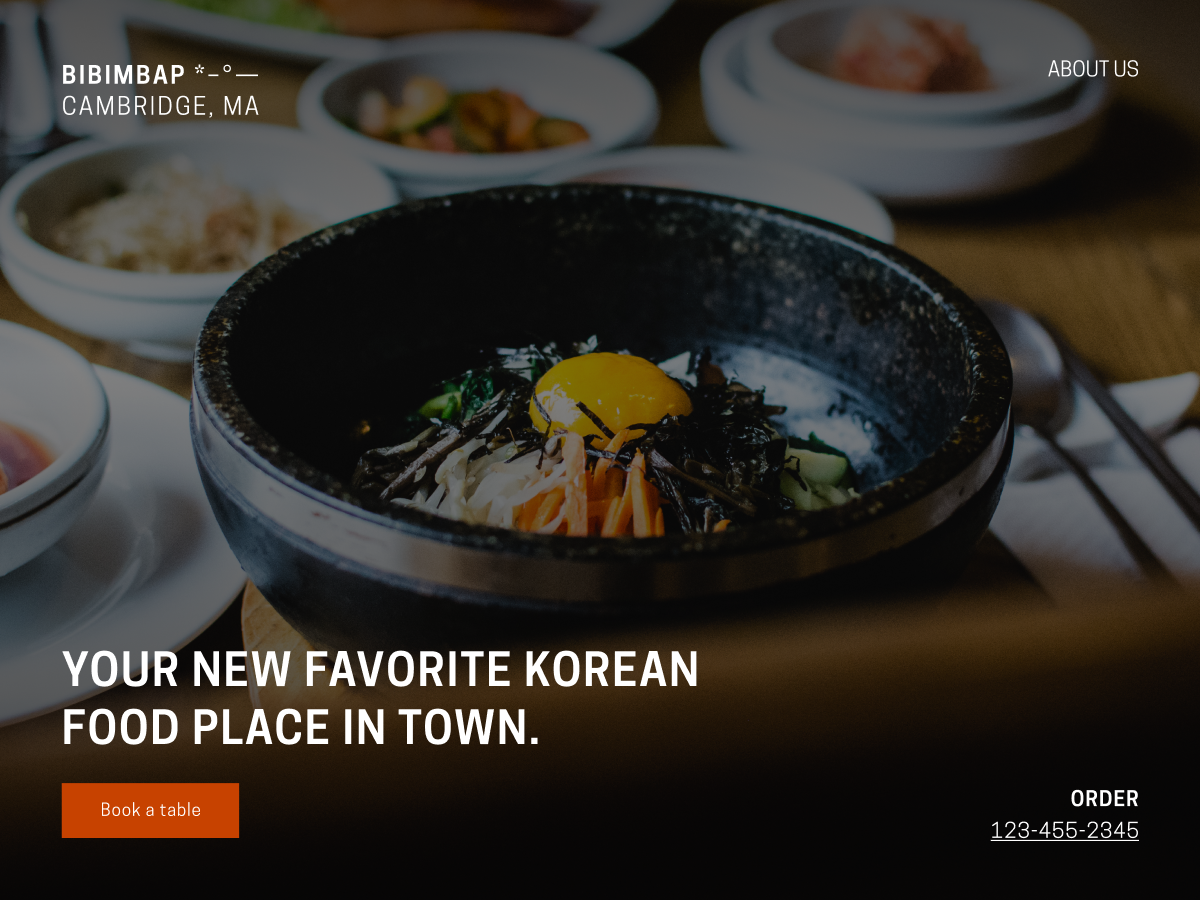 BIBIMBAP *–°—
CAMBRIDGE, MA
ABOUT US
YOUR NEW FAVORITE KOREAN
FOOD PLACE IN TOWN.
Book a table
ORDER
123-455-2345